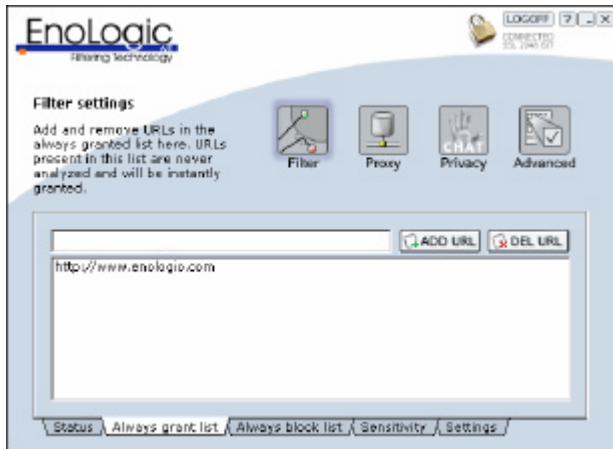 EnoLogic
Filtering Technology
LOGOFF ?
CONNECTED
Filter settings
Add and remove URLs in the
always granted list here. URLs
present in this list are never
analyzed and will be instantly
granted.
Filter
Proxy
CHAT
Privacy
Advanced
ADD URL
DEL URL
http://www.enologic.com
Status
Always grant list
Always block list
Sensitivity
Settings